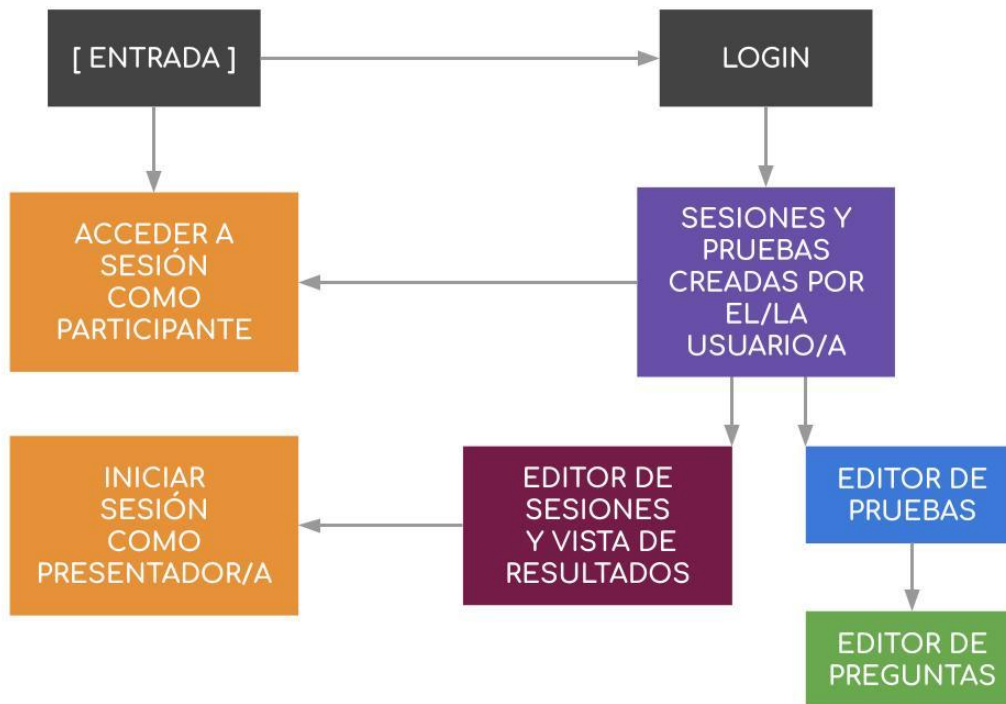 [ ENTRADA ]
LOGIN
ACCEDER A
SESIÓN
COMO
PARTICIPANTE
SESIONES Y
PRUEBAS
CREADAS POR
EL/LA
USUARIO/A
INICIAR
SESIÓN
COMO
PRESENTADOR/A
EDITOR DE
SESIONES
Y VISTA DE
RESULTADOS
EDITOR DE
PRUEBAS
EDITOR DE
PREGUNTAS